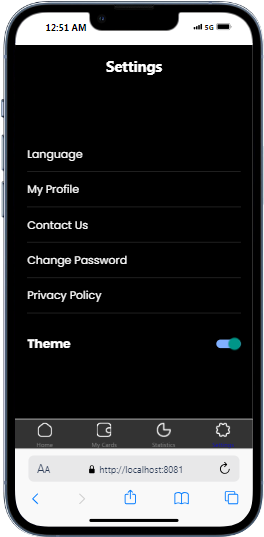 12:51 AM
5G
Settings
Language
My Profile
Contact Us
Change Password
Privacy Policy
Theme
Home
My Cards
Statistics
Settings
AA
http://localhost:8081